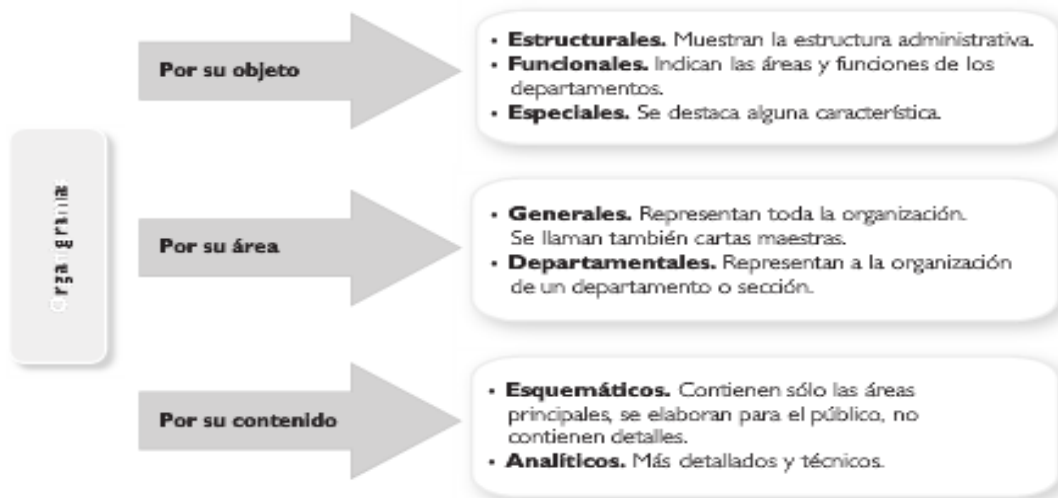 Organigramas
Por su objeto
• Estructurales. Muestran la estructura administrativa.
• Funcionales. Indican las áreas y funciones de los
departamentos.
• Especiales. Se destaca alguna característica.
Por su área
• Generales. Representan toda la organización.
Se llaman también cartas maestras.
• Departamentales. Representan a la organización
de un departamento o sección.
Por su contenido
• Esquemáticos. Contienen sólo las áreas
principales, se elaboran para el público, no
contienen detalles.
• Analíticos. Más detallados y técnicos.